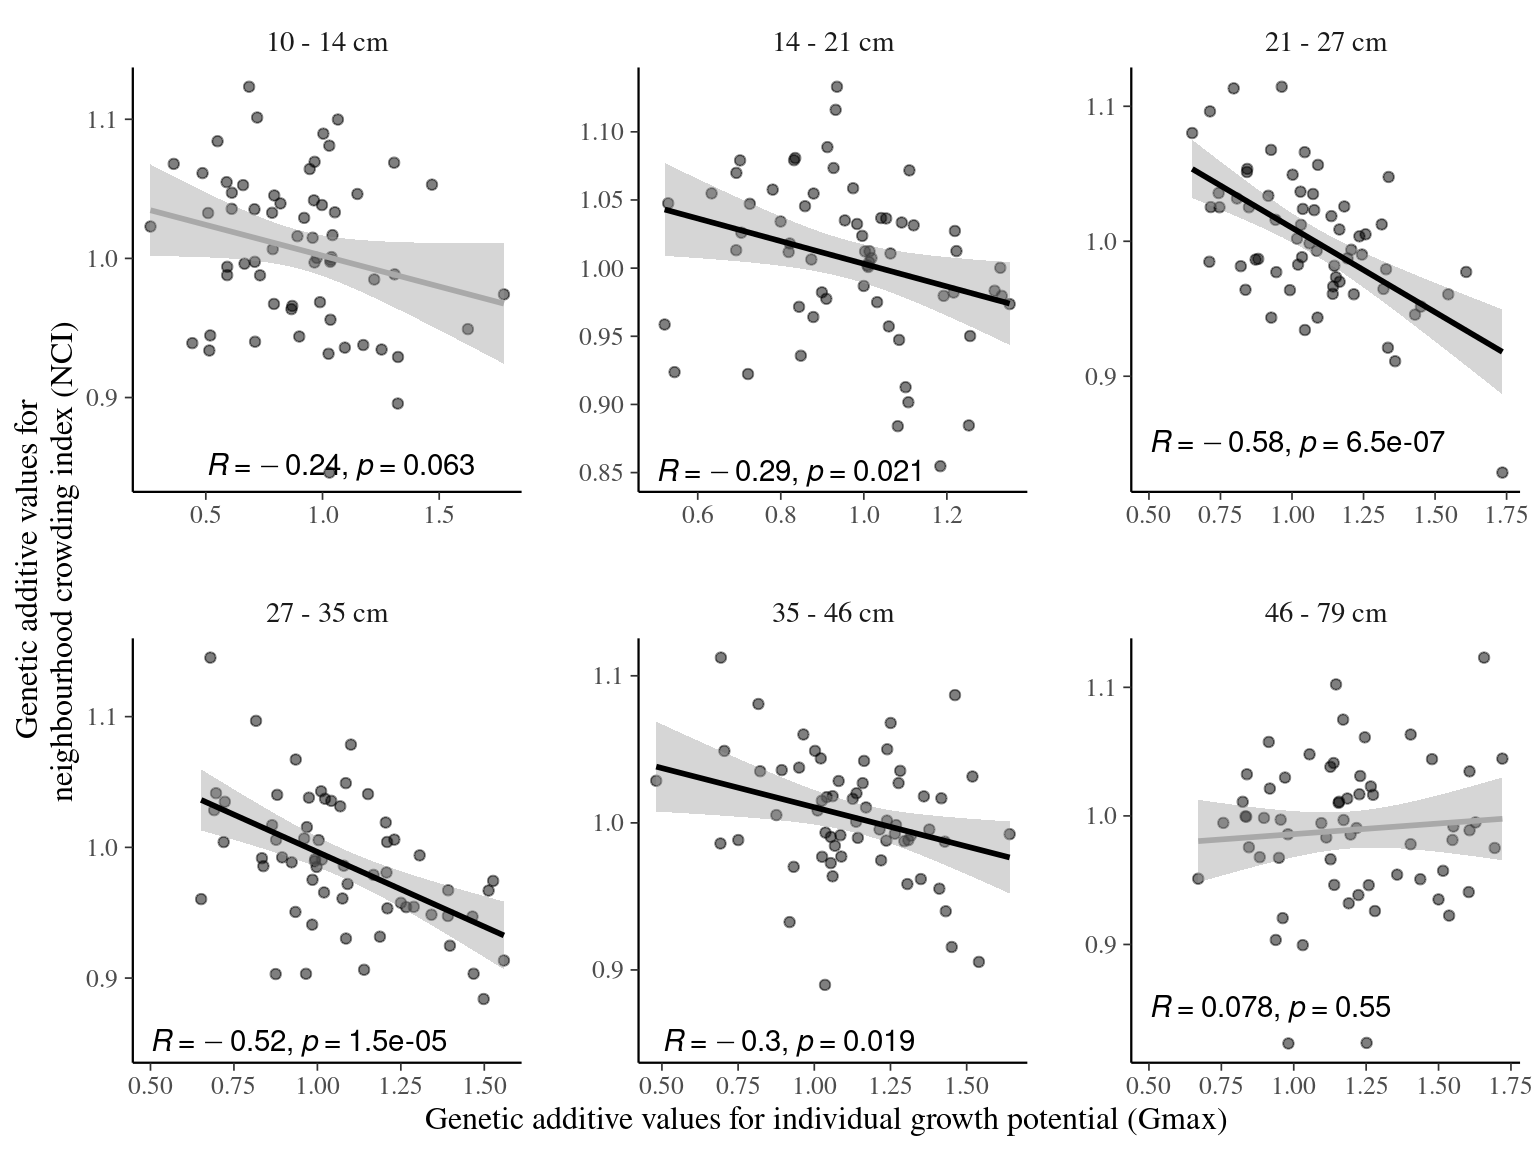 10 - 14 cm
14 - 21 cm
21 - 27 cm
1.1
1.0
0.9
R = − 0.24, p = 0.063
0.5 1.0 1.5
1.10
1.05
1.00
0.95
0.90
0.85
R = − 0.29, p = 0.021
0.6 0.8 1.0 1.2
1.1
1.0
0.9
R = − 0.58, p = 6.5e-07
0.50 0.75 1.00 1.25 1.50 1.75
Genetic additive values for
neighbourhood crowding index (NCI)
27 - 35 cm
35 - 46 cm
46 - 79 cm
1.1
1.0
0.9
R = − 0.52, p = 1.5e-05
0.50 0.75 1.00 1.25 1.50
1.1
1.0
0.9
R = − 0.3, p = 0.019
0.50 0.75 1.00 1.25 1.50
1.1
1.0
0.9
R = 0.078, p = 0.55
0.50 0.75 1.00 1.25 1.50 1.75
Genetic additive values for individual growth potential (Gmax)